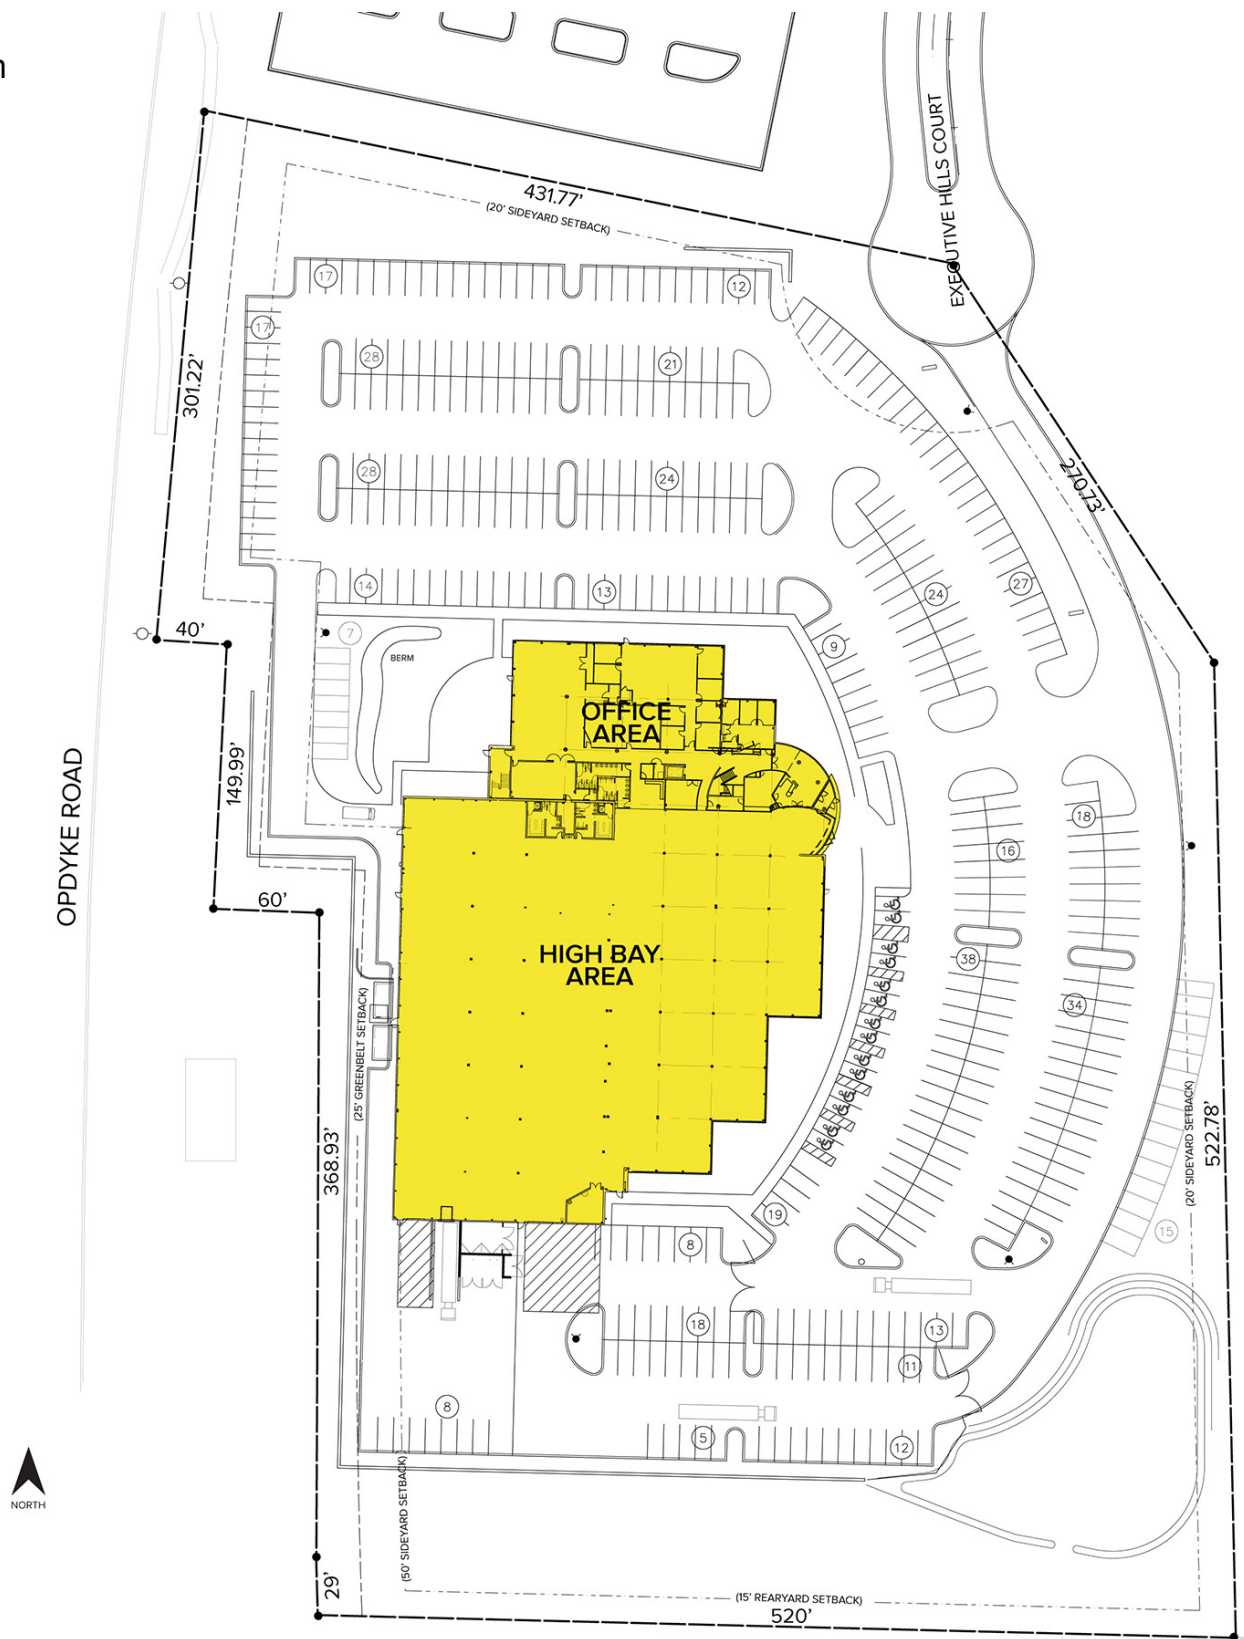 n
431.77'
(20' SIDEYARD SETBACK)
EXECUTIVE HILLS COURT
17
12
17
301.22'
28
21
28
24
270.73'
14
13
24
27
40'
7
BERM
9
OFFICE
AREA
149.99'
OPDYKE ROAD
18
16
60'
HIGH BAY
AREA
38
34
(25' GREENBELT SETBACK)
368.93'
(20' SIDEYARD SETBACK)
522.78'
19
15
8
18
13
11
8
5
12
NORTH
(50' SIDEYARD SETBACK)
29'
(15' REARYARD SETBACK)
520'